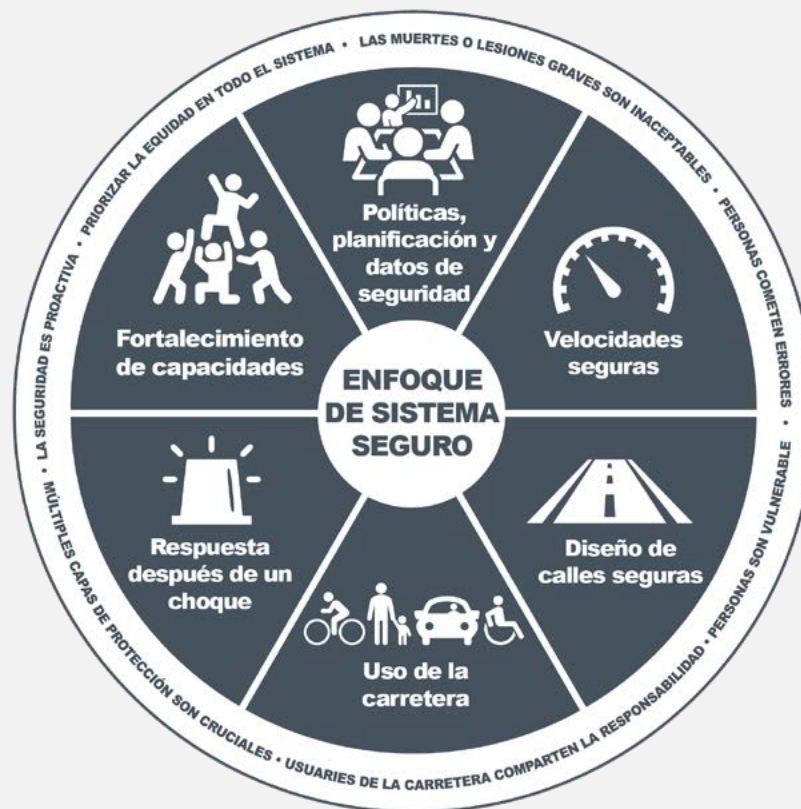 PRIORIZAR LA EQUIDAD EN TODO EL SISTEMA •
LAS MUERTES O LESIONES GRAVES SON INACEPTABLES •
PERSONAS COMETEN ERRORES •
PERSONAS SON VULNERABLE •
USUARIES DE LA CARRETERA COMPARTEN LA RESPONSABILIDAD •
MÚLTIPLES CAPAS DE PROTECCIÓN SON CRUCIALES •
LA SEGURIDAD ES PROACTIVA •
Políticas,
planificación y
datos de
seguridad
Velocidades
seguras
Diseño de
calles seguras
Uso de la
carretera
Respuesta
después de un
choque
Fortalecimiento
de capacidades
ENFOQUE
DE SISTEMA
SEGURO